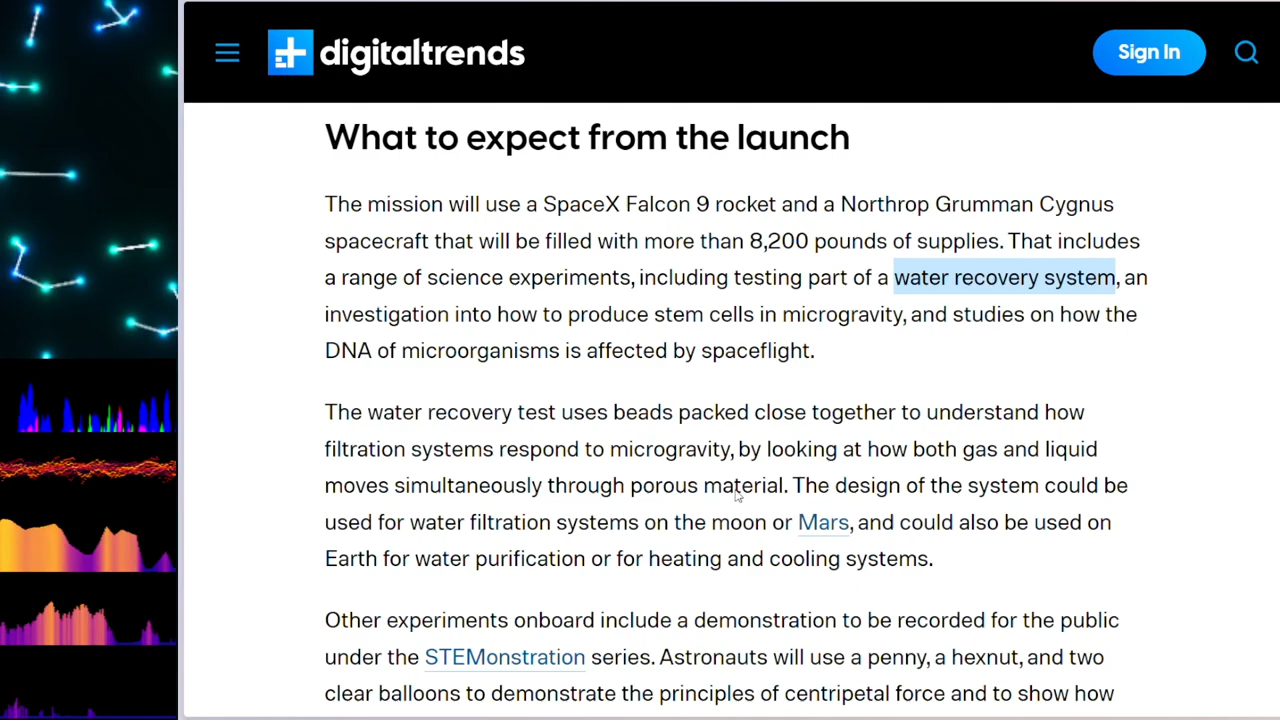 digitaltrends
Sign In
What to expect from the launch
The mission will use a SpaceX Falcon 9 rocket and a Northrop Grumman Cygnus
spacecraft that will be filled with more than 8,200 pounds of supplies. That includes
a range of science experiments, including testing part of a water recovery system, an
investigation into how to produce stem cells in microgravity, and studies on how the
DNA of microorganisms is affected by spaceflight.
The water recovery test uses beads packed close together to understand how
filtration systems respond to microgravity, by looking at how both gas and liquid
moves simultaneously through porous material. The design of the system could be
used for water filtration systems on the moon or Mars, and could also be used on
Earth for water purification or for heating and cooling systems.
Other experiments onboard include a demonstration to be recorded for the public
under the STEMonstration series. Astronauts will use a penny, a hexnut, and two
clear balloons to demonstrate the principles of centripetal force and to show how